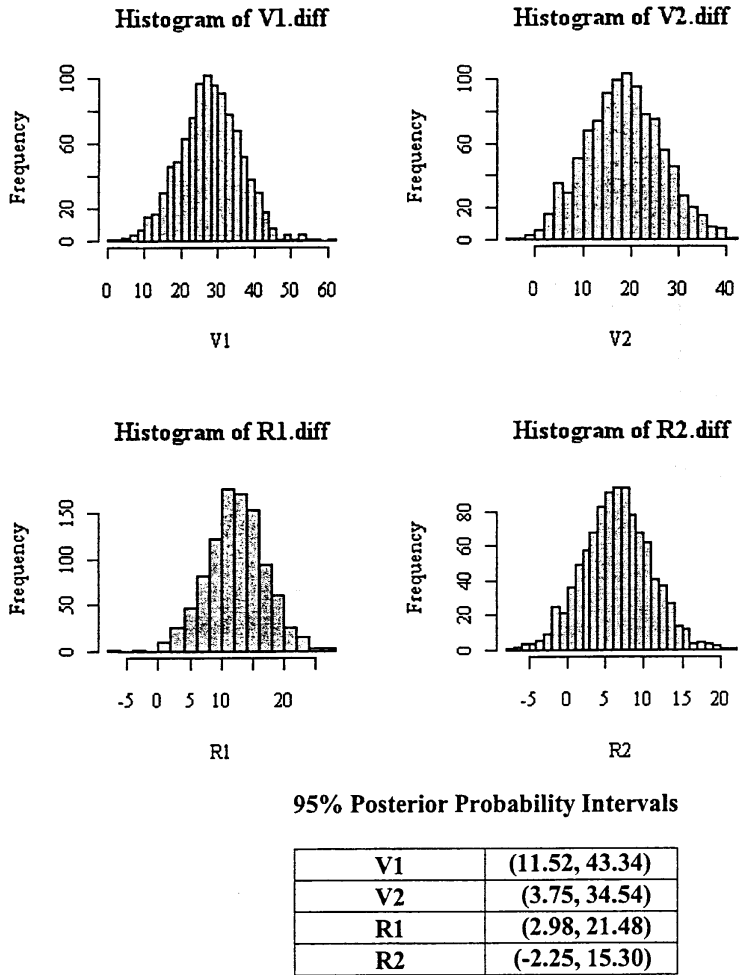 Histogram of V1.diff
Frequency
20
60
100
0
0 10 20 30 40 50 60
V1
Histogram of V2.diff
Frequency
0
20
60
100
0 10 20 30 40
V2
Histogram of R1.diff
Frequency
0
50
100
150
-5 0 5 10 20
R1
Histogram of R2.diff
Frequency
0
20
40
60
80
-5 0 5 10 15 20
R2
95% Posterior Probability Intervals
V1 (11.52, 43.34)
V2 (3.75, 34.54)
R1 (2.98, 21.48)
R2 (-2.25, 15.30)